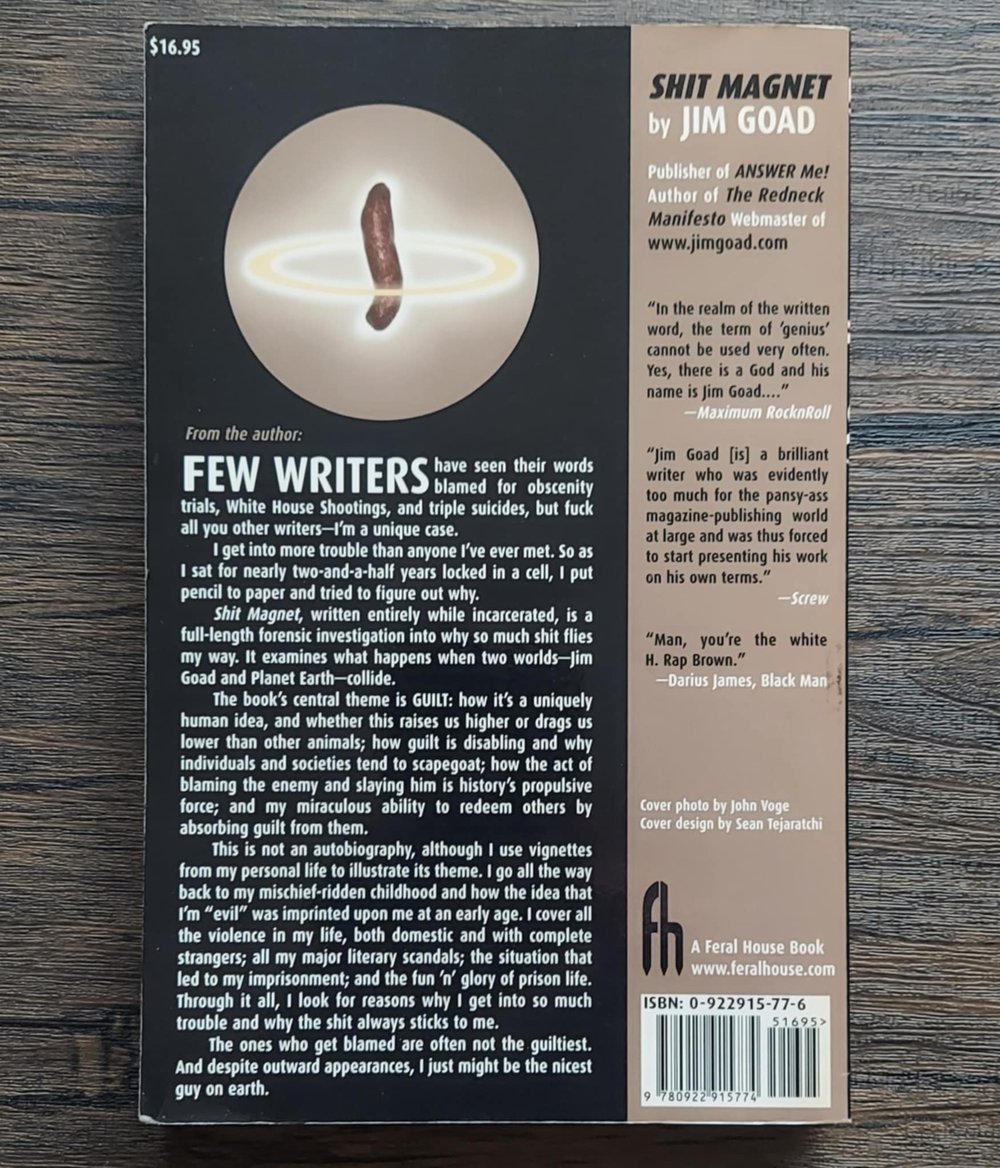 $16.95
From the author:
FEW WRITERS have seen their words
blamed for obscenity
trials, White House Shootings, and triple suicides, but fuck
all you other writers—I'm a unique case.
I get into more trouble than anyone I've ever met. So as
I sat for nearly two-and-a-half years locked in a cell, I put
pencil to paper and tried to figure out why.
Shit Magnet, written entirely while incarcerated, is a
full-length forensic investigation into why so much shit flies
my way. It examines what happens when two worlds—Jim
Goad and Planet Earth—collide.
The book's central theme is GUILT: how it's a uniquely
human idea, and whether this raises us higher or drags us
lower than other animals; how guilt is disabling and why
individuals and societies tend to scapegoat; how the act of
blaming the enemy and slaying him is history's propulsive
force; and my miraculous ability to redeem others by
absorbing guilt from them.
This is not an autobiography, although I use vignettes
from my personal life to illustrate its theme. I go all the way
back to my mischief-ridden childhood and how the idea that
I'm "evil" was imprinted upon me at an early age. I cover all
the violence in my life, both domestic and with complete
strangers; all my major literary scandals; the situation that
led to my imprisonment; and the fun 'n' glory of prison life.
Through it all, I look for reasons why I get into so much
trouble and why the shit always sticks to me.
The ones who get blamed are often not the guiltiest.
And despite outward appearances, I just might be the nicest
guy on earth.
SHIT MAGNET
by JIM GOAD
Publisher of ANSWER Me!
Author of The Redneck
Manifesto Webmaster of
www.jimgoad.com
"In the realm of the written
word, the term of 'genius'
cannot be used very often.
Yes, there is a God and his
name is Jim Goad...."
—Maximum RocknRoll
"Jim Goad [is] a brilliant
writer who was evidently
too much for the pansy-ass
magazine-publishing world
at large and was thus forced
to start presenting his work
on his own terms."
—Screw
"Man, you're the white
H. Rap Brown."
—Darius James, Black Man
Cover photo by John Voge
Cover design by Sean Tejaratchi
fh
A Feral House Book
www.feralhouse.com
ISBN: 0-922915-77-6
51695>
9 780922 915774